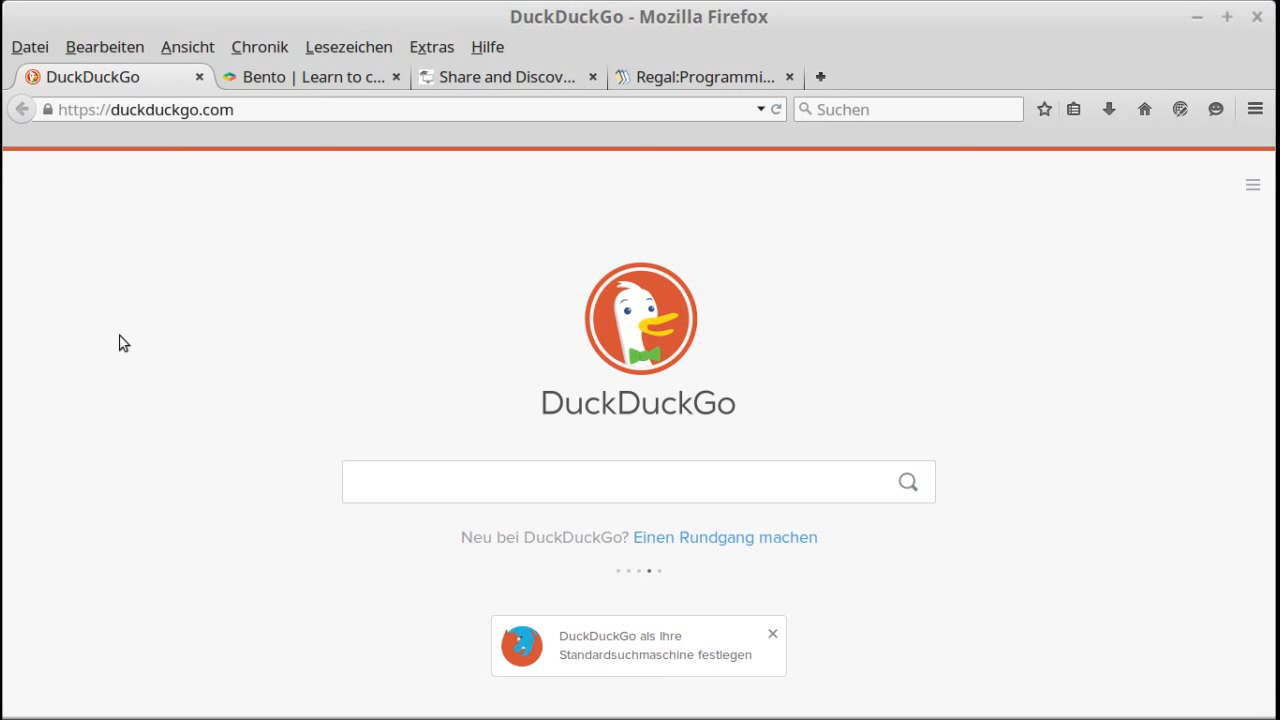 DuckDuckGo - Mozilla Firefox
Datei Bearbeiten Ansicht Chronik Lesezeichen Extras Hilfe
DuckDuckGo Bento | Learn to c... Share and Discov... Regal:Programmi...
https://duckduckgo.com Suchen
DuckDuckGo
Neu bei DuckDuckGo? Einen Rundgang machen
DuckDuckGo als Ihre
Standardsuchmaschine festlegen